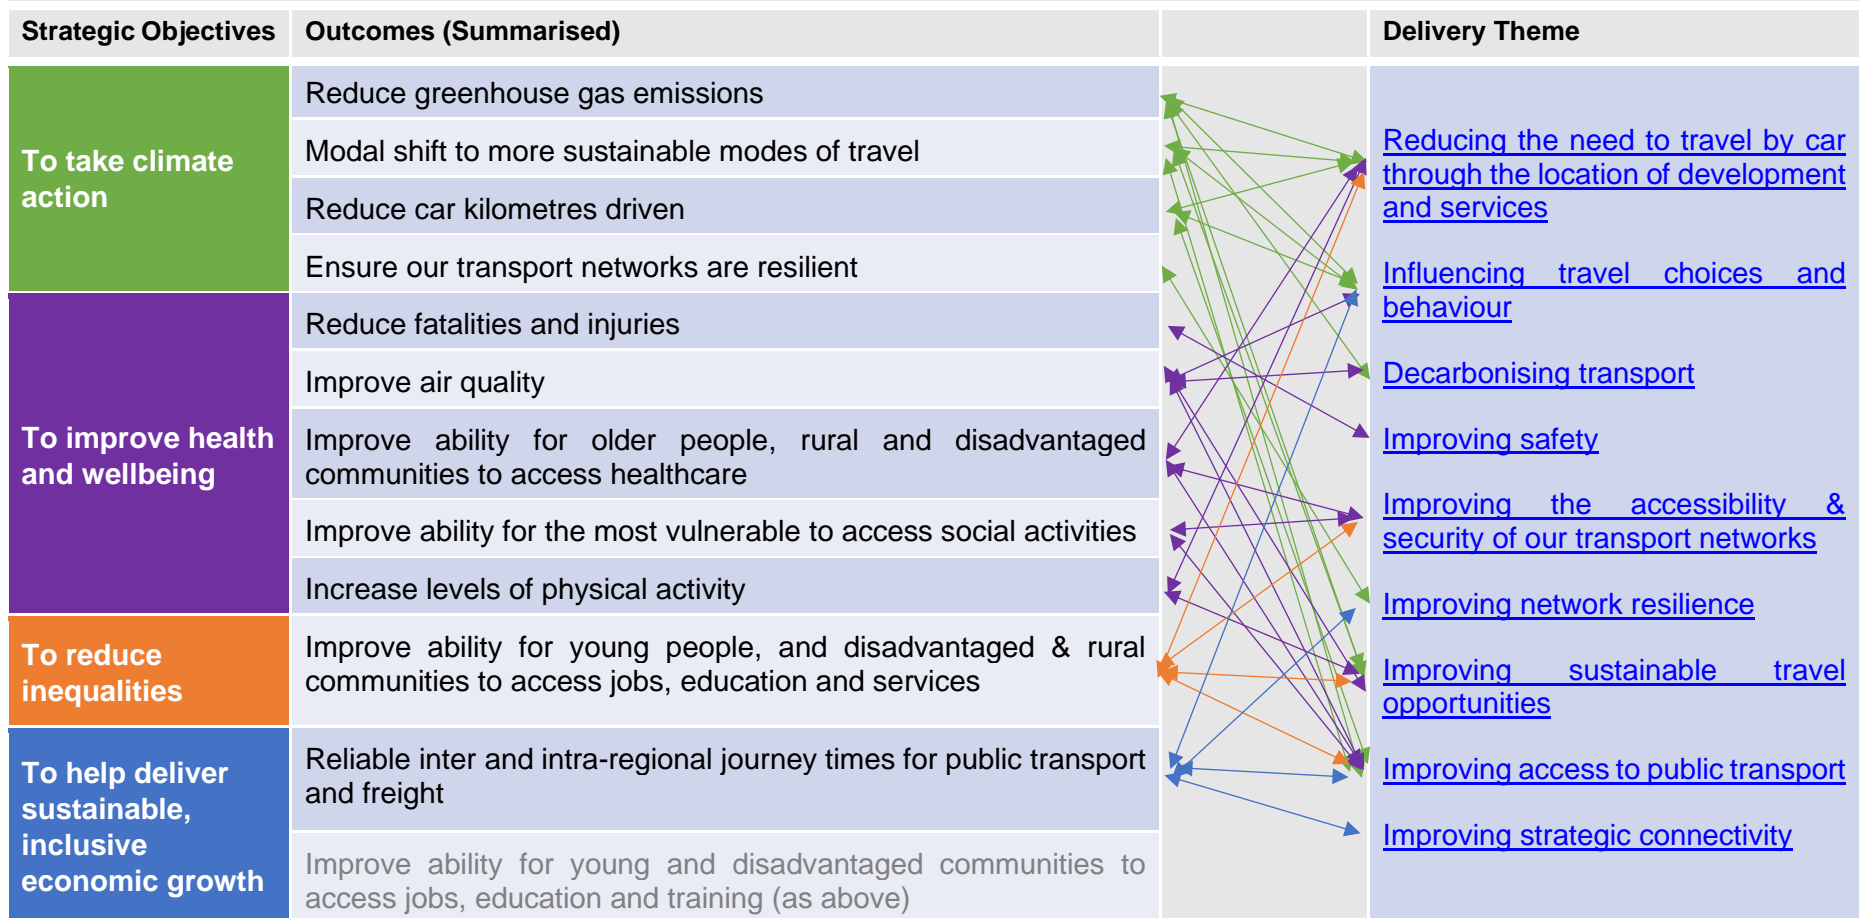 Strategic Objectives
Outcomes (Summarised)
Delivery Theme
To take climate
action
Reduce greenhouse gas emissions
Modal shift to more sustainable modes of travel
Reduce car kilometres driven
Ensure our transport networks are resilient
To improve health
and wellbeing
Reduce fatalities and injuries
Improve air quality
Improve ability for older people, rural and disadvantaged
communities to access healthcare
Improve ability for the most vulnerable to access social activities
Increase levels of physical activity
To reduce
inequalities
Improve ability for young people, and disadvantaged & rural
communities to access jobs, education and services
To help deliver
sustainable,
inclusive
economic growth
Reliable inter and intra-regional journey times for public transport
and freight
Improve ability for young and disadvantaged communities to
access jobs, education and training (as above)
Reducing the need to travel by car
through the location of development
and services
Influencing travel choices and
behaviour
Decarbonising transport
Improving safety
Improving the accessibility &
security of our transport networks
Improving network resilience
Improving sustainable travel
opportunities
Improving access to public transport
Improving strategic connectivity